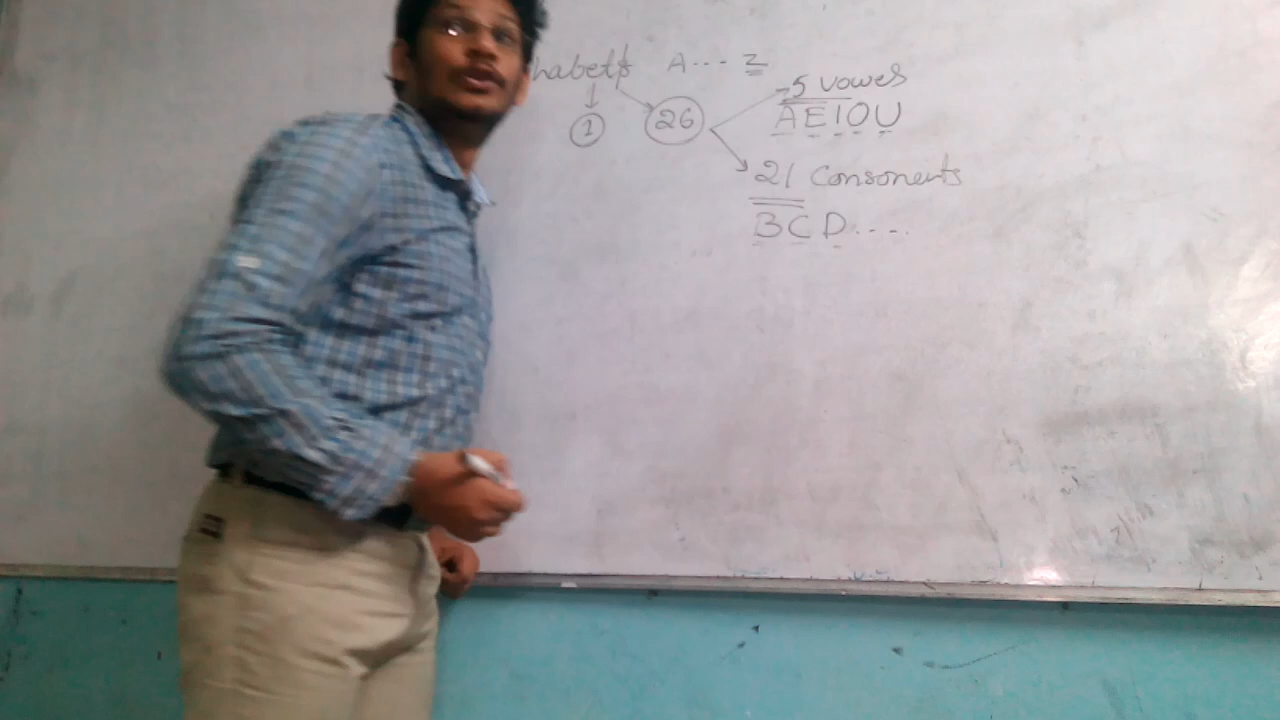 habets A... Z
1 26 5 vowes
AEIOU
21 Consonents
BCD....